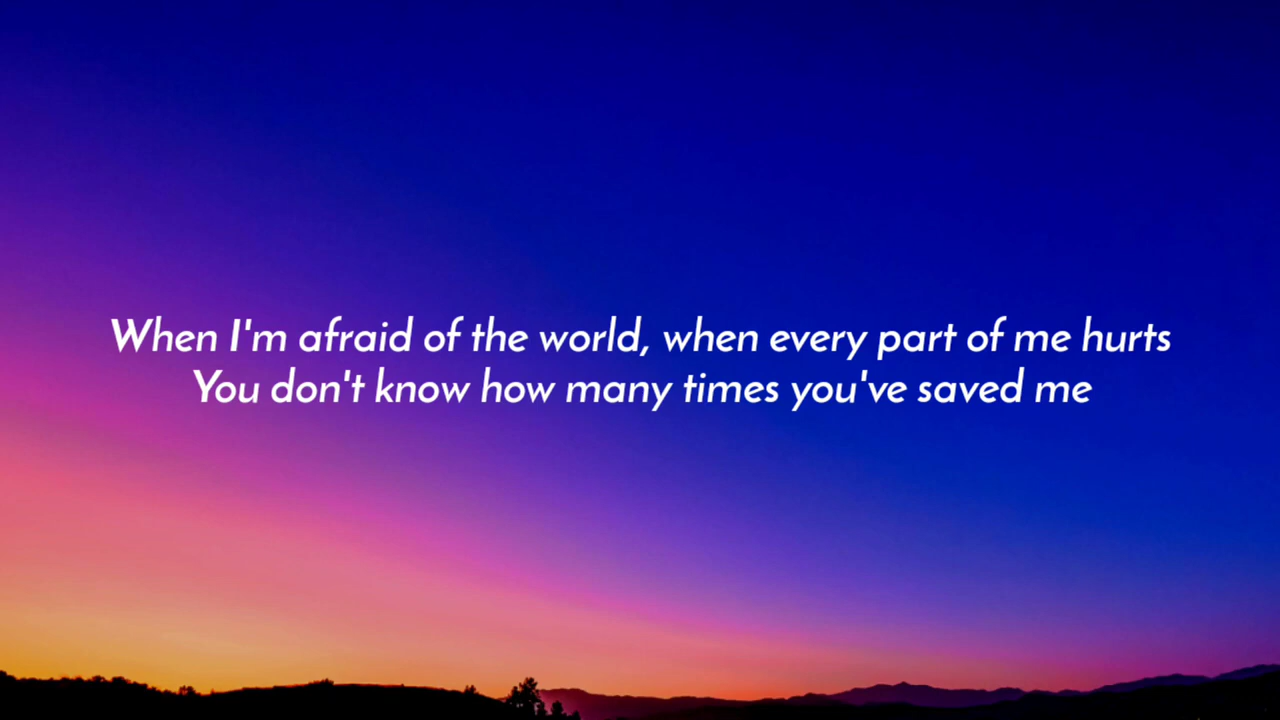 When I'm afraid of the world, when every part of me hurts
You don't know how many times you've saved me